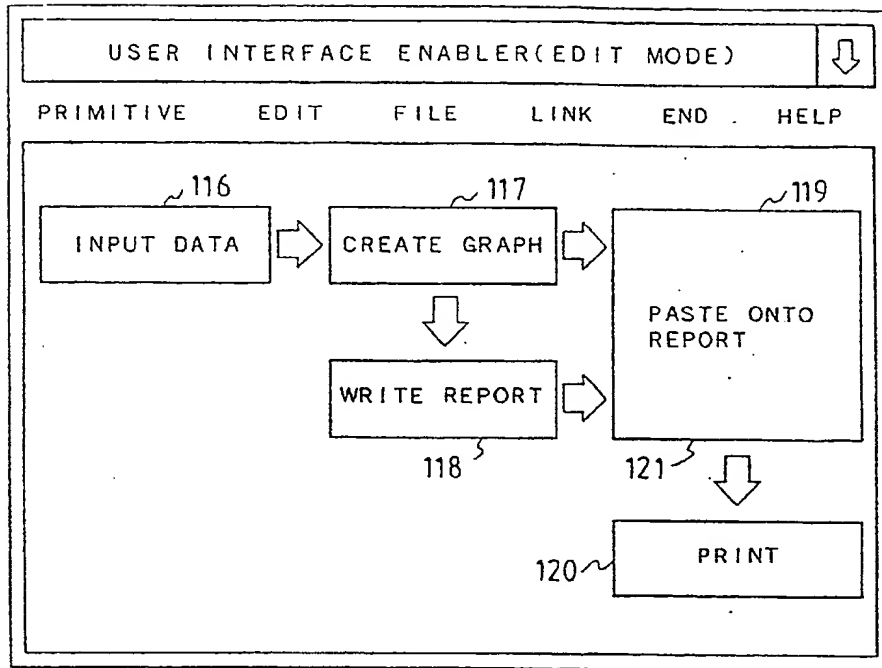 USER INTERFACE ENABLER(EDIT MODE)
PRIMITIVE EDIT FILE LINK END HELP
116 117 119
INPUT DATA CREATE GRAPH
PASTE ONTO
REPORT
WRITE REPORT
118 121
120 PRINT